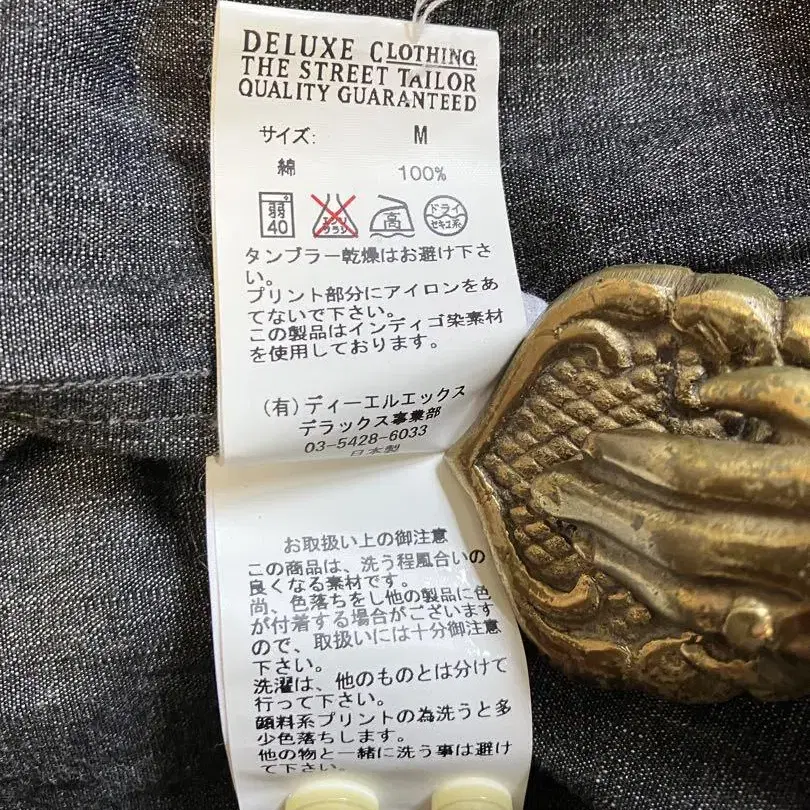 DELUXE CLOTHING
THE STREET TAILOR
QUALITY GUARANTEED
サイズ: M
綿 100%
弱
40
エンソ
サラシ
高
ドライ
セキユ系
タンブラー乾燥はお避け下さ
い。
プリント部分にアイロンをあ
てないで下さい。
この製品はインディゴ染素材
を使用しております。
(有)ディーエルエックス
デラックス事業部
03-5428-6033
日本製
お取扱い上の御注意
この商品は、洗う程風合いの
良くなる素材です。
尚、色落ちをし他の製品に色
が付着する場合がございます
ので、取扱いには十分御注意
下さい。
洗濯は、他のものとは分けて
行って下さい。
顔料系プリントの為洗うと多
少色落ちします。
他の物と一緒に洗う事は避け
て下さい。